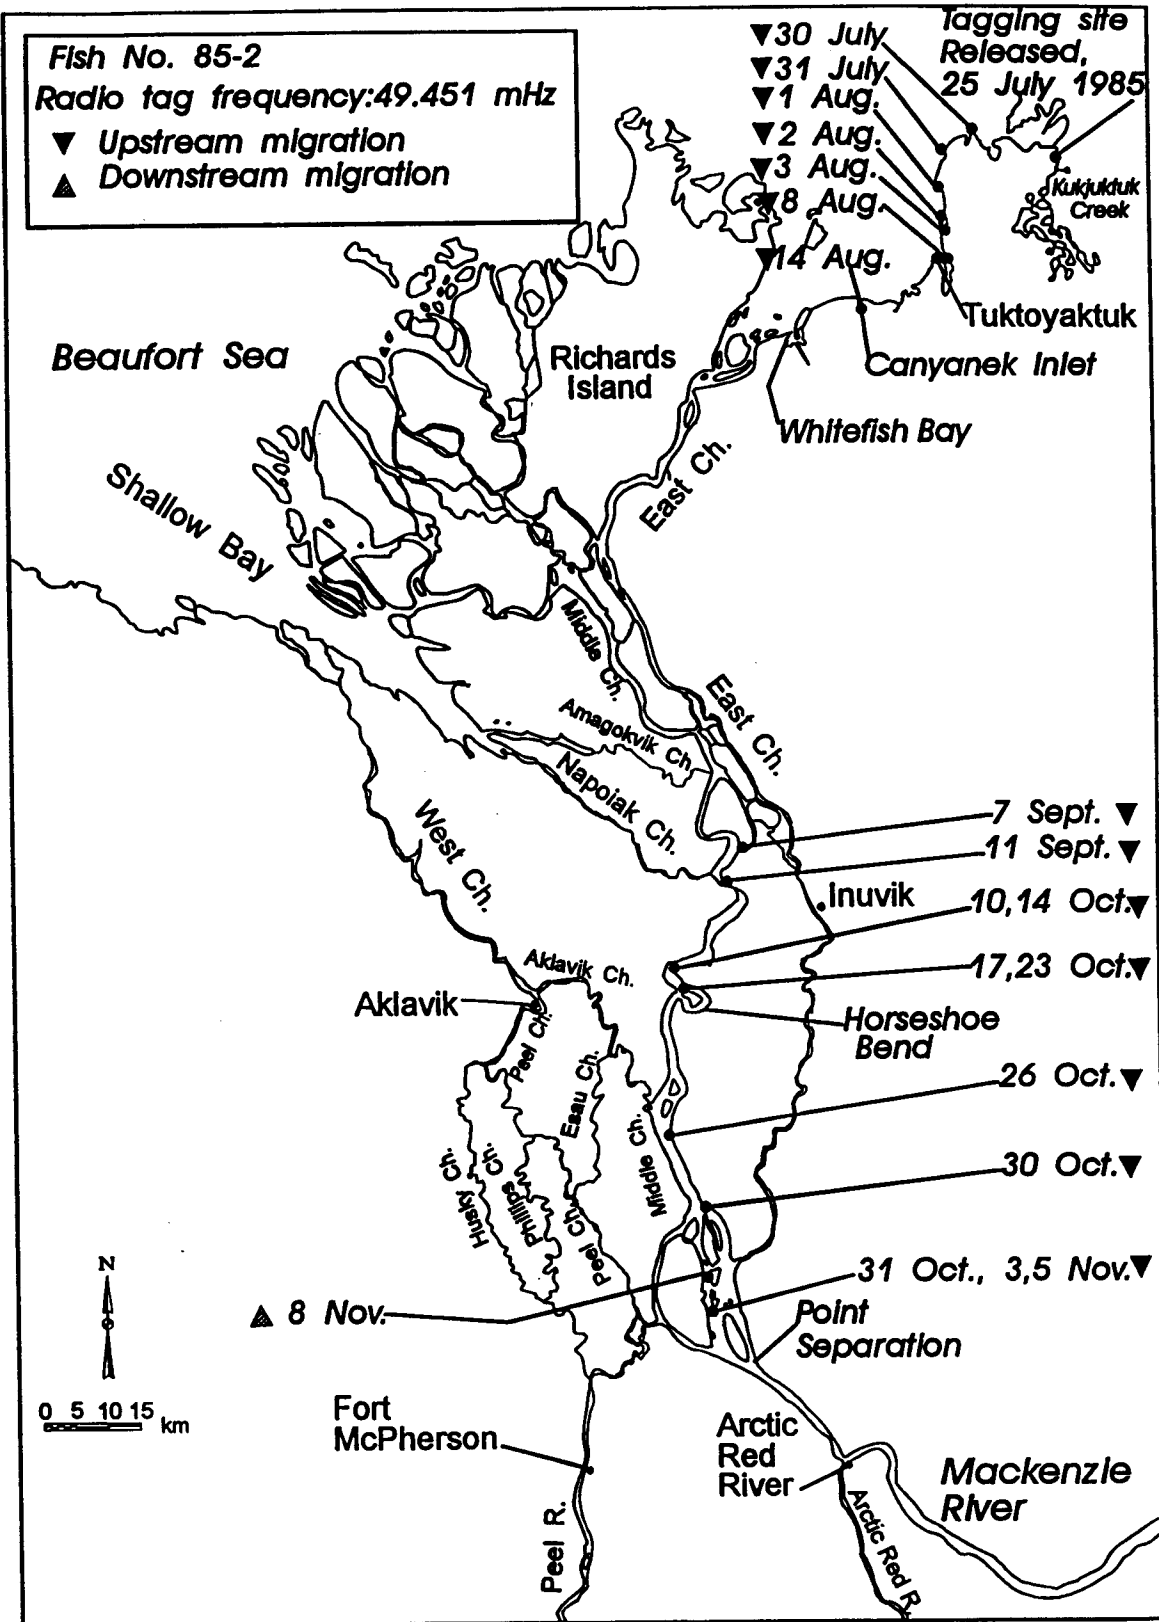 Fish No. 85-2
Radio tag frequency:49.451 mHz
▼ Upstream migration
▲ Downstream migration
▼30 July
▼31 July
▼1 Aug.
▼2 Aug.
▼3 Aug.
▼8 Aug.
▼14 Aug.
Tagging site
Released,
25 July 1985
Kukjuktuk
Creek
Tuktoyaktuk
Canyanek Inlet
Whitefish Bay
Beaufort Sea
Richards
Island
East Ch.
Shallow Bay
Middle Ch.
East Ch.
Amagokvik Ch.
Napoiak Ch.
West Ch.
7 Sept. ▼
11 Sept. ▼
Inuvik
10,14 Oct.▼
Aklavik Ch.
17,23 Oct.▼
Aklavik
Horseshoe
Bend
Peel Ch.
Esau Ch.
26 Oct.▼
Middle Ch.
30 Oct.▼
Husky Ch.
Phillips Ch.
Peel Ch.
31 Oct., 3,5 Nov.▼
N
▲ 8 Nov.
Point
Separation
0 5 10 15 km
Fort
McPherson
Arctic
Red
River
Mackenzie
River
Peel R.
Arctic Red R.